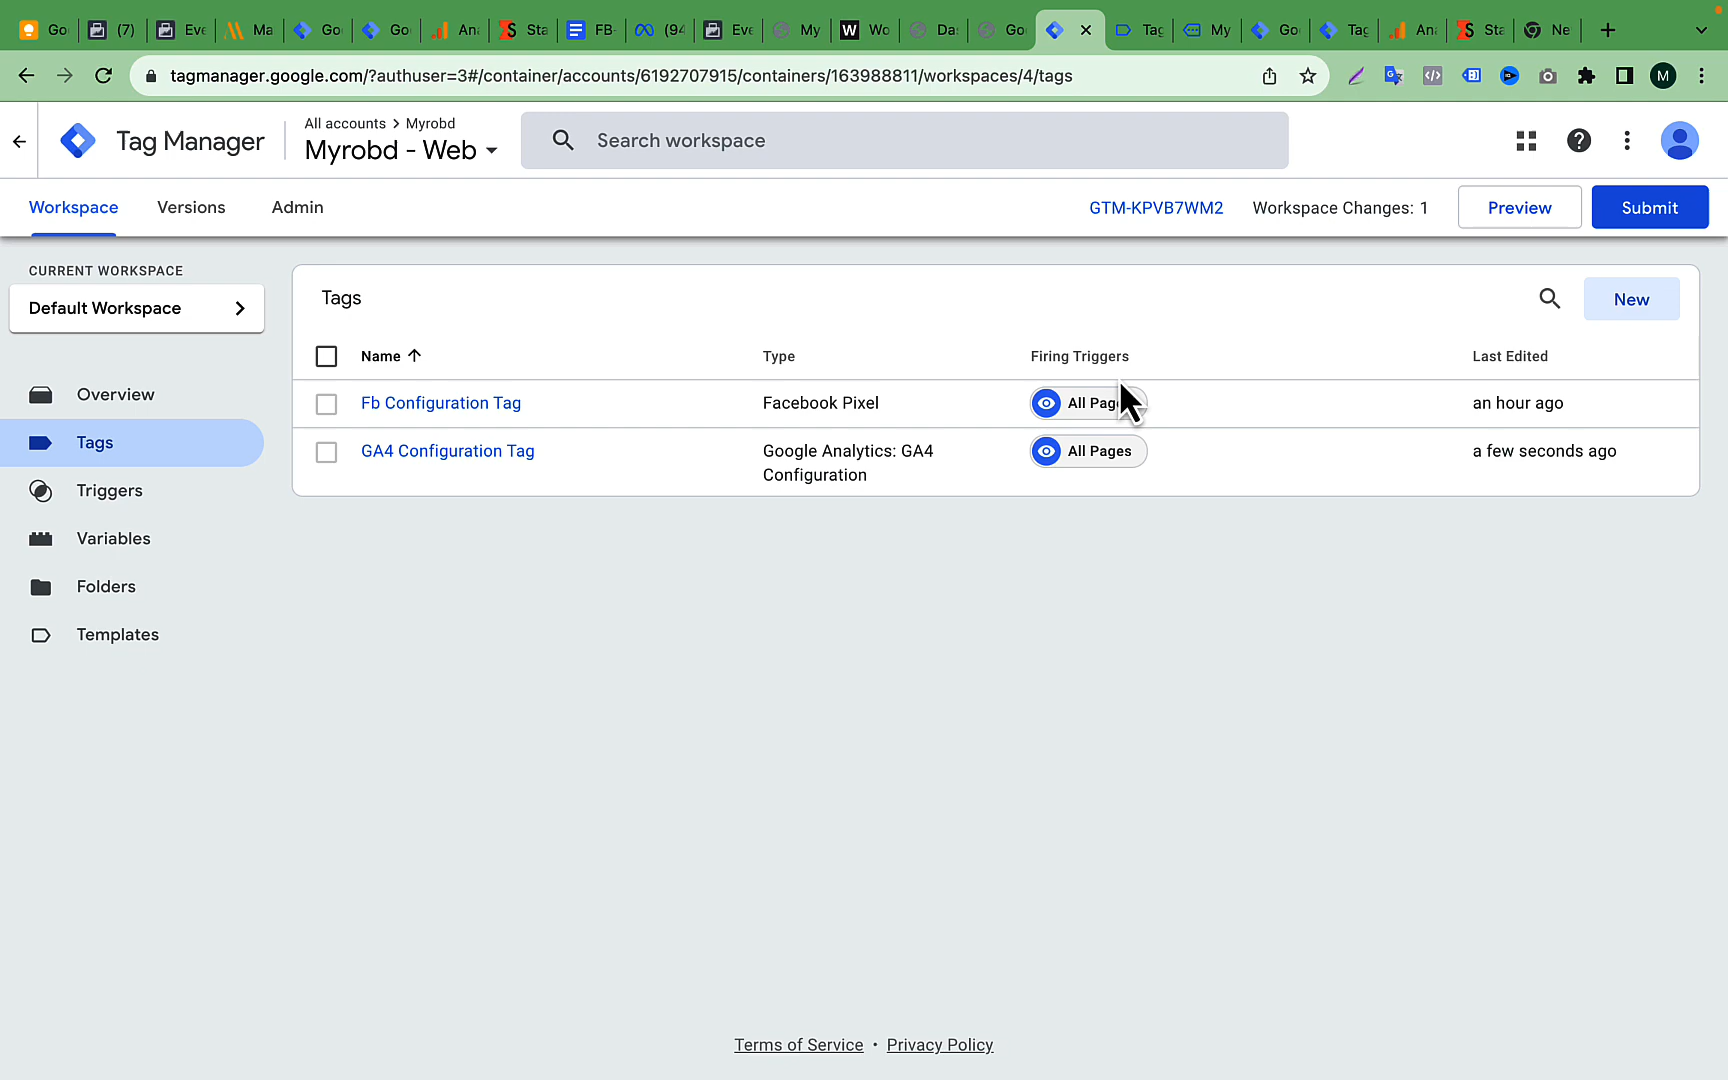 Go
(7)
Eve
Ma
Go
Go
An
Sta
FB-
(94
Eve
My
Wo
Da
Go
Tag
My
Go
Tag
An
Sta
Ne
tagmanager.google.com/?authuser=3#/container/accounts/6192707915/containers/163988811/workspaces/4/tags
M
Tag Manager
All accounts > Myrobd
Myrobd - Web
Search workspace
Workspace
Versions
Admin
GTM-KPVB7WM2
Workspace Changes: 1
Preview
Submit
CURRENT WORKSPACE
Default Workspace
Overview
Tags
Triggers
Variables
Folders
Templates
Tags
New
Name
Type
Firing Triggers
Last Edited
Fb Configuration Tag
Facebook Pixel
All Pag
an hour ago
GA4 Configuration Tag
Google Analytics: GA4
Configuration
All Pages
a few seconds ago
Terms of Service • Privacy Policy